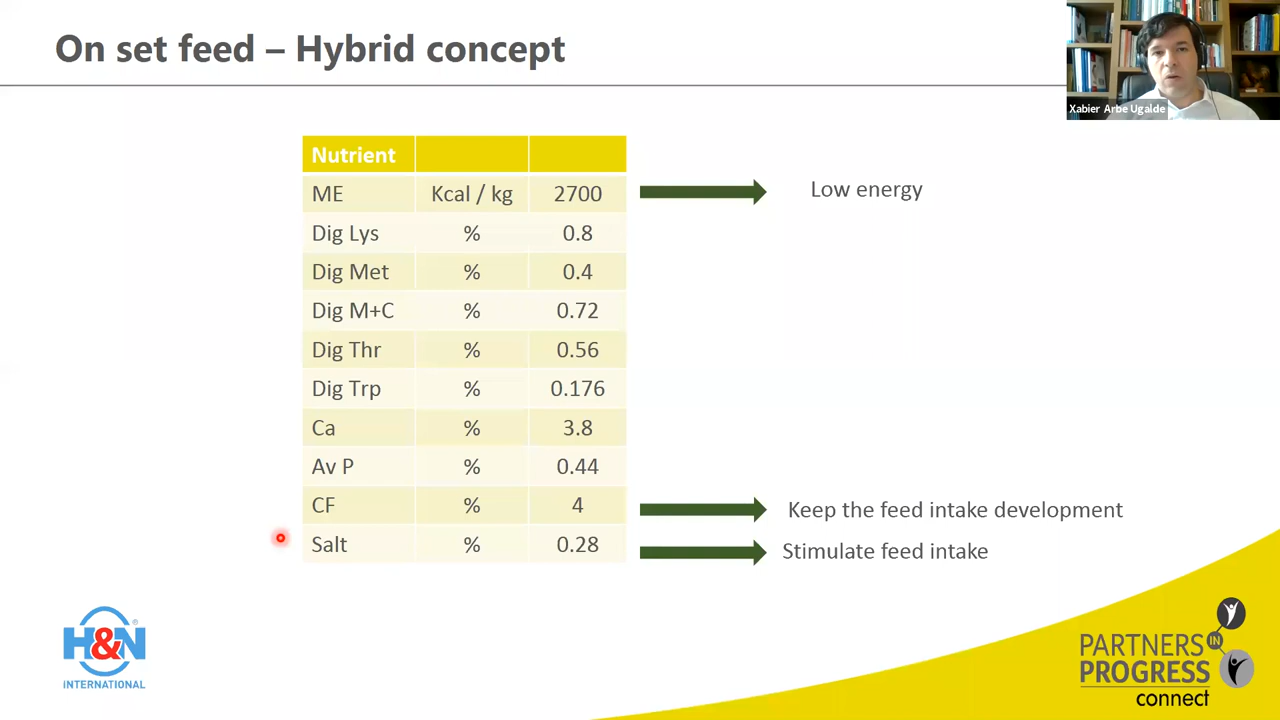 On set feed – Hybrid concept
Xabier Arbe Ugalde
Nutrient
ME Kcal / kg 2700
Low energy
Dig Lys % 0.8
Dig Met % 0.4
Dig M+C % 0.72
Dig Thr % 0.56
Dig Trp % 0.176
Ca % 3.8
Av P % 0.44
CF % 4
Keep the feed intake development
Salt % 0.28
Stimulate feed intake
H&N
®
INTERNATIONAL
PARTNERS IN
PROGRESS
connect